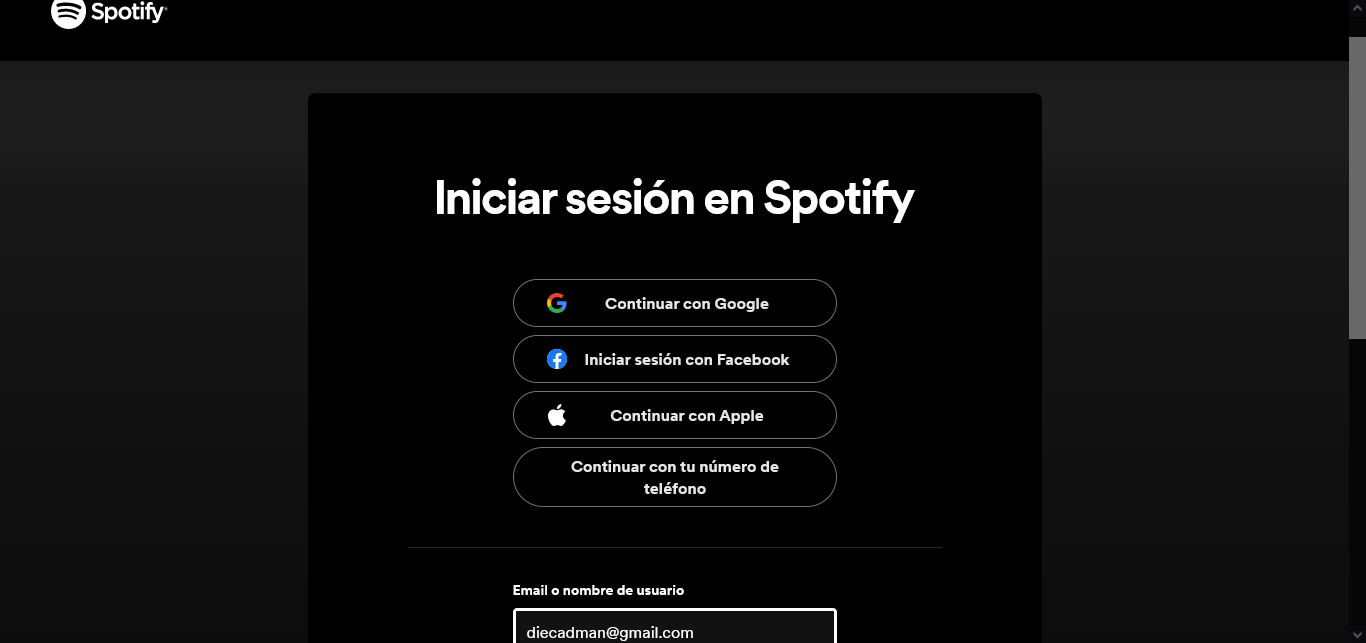 Spotify
Iniciar sesión en Spotify
Continuar con Google
Iniciar sesión con Facebook
Continuar con Apple
Continuar con tu número de
teléfono
Email o nombre de usuario
diecadman@gmail.com